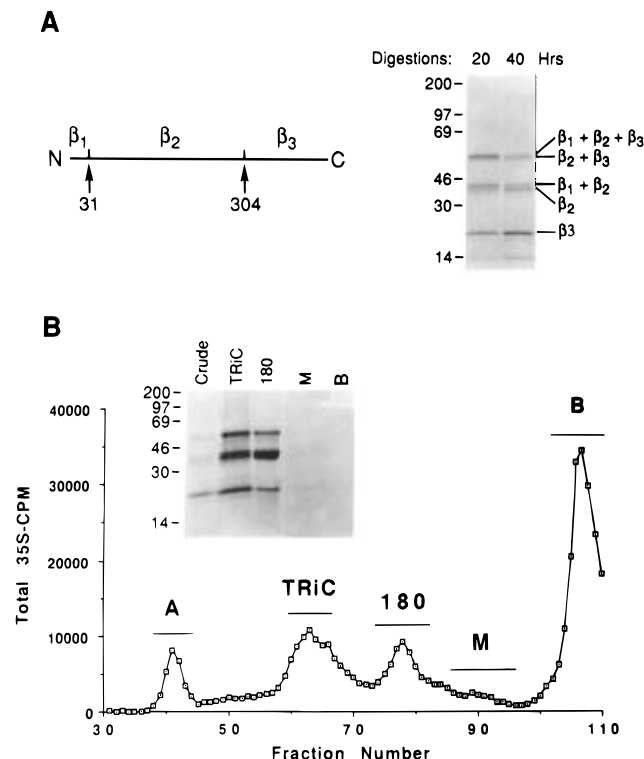 A
Digestions: 20 40 Hrs
200
97
69
46
30
14
β1 + β2 + β3
β2 + β3
β1 + β2
β2
β3
β1 β2 β3
N C
31 304
B
Crude TRiC 180 M B
200
97
69
46
30
14
A TRiC 180 M B
40000
30000
20000
10000
0
Total 35S-CPM
30 50 70 90 110
Fraction Number